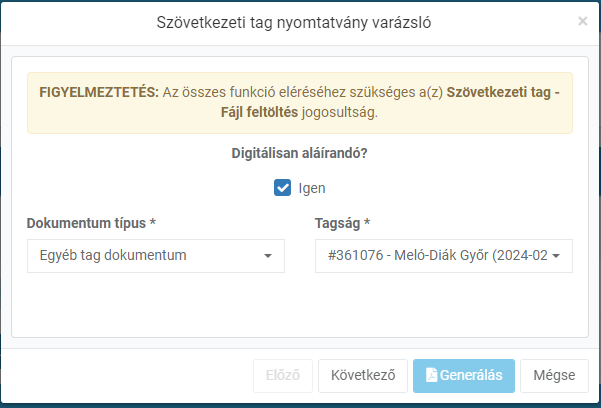 Szövetkezeti tag nyomtatvány varázsló
×
FIGYELMEZTETÉS: Az összes funkció eléréséhez szükséges a(z) Szövetkezeti tag -
Fájl feltöltés jogosultság.
Digitálisan aláírandó?
Igen
Dokumentum típus *
Tagság *
Egyéb tag dokumentum
#361076 - Meló-Diák Győr (2024-02
Előző
Következő
Generálás
Mégse